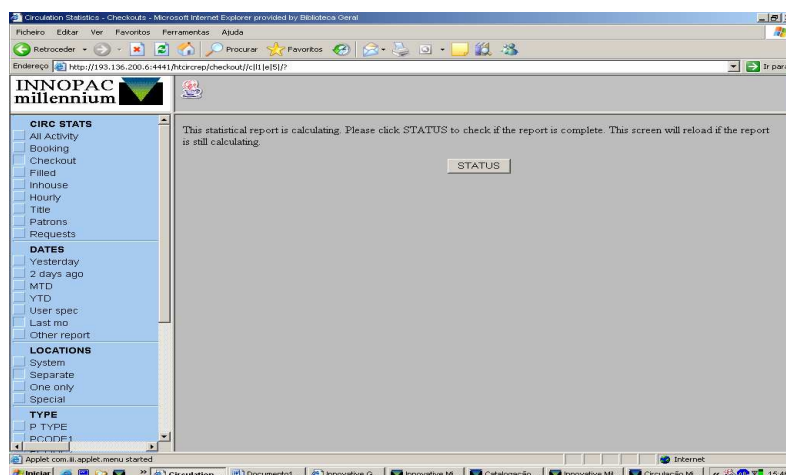 Circulation Statistics - Checkouts - Microsoft Internet Explorer provided by Biblioteca Geral
Ficheiro Editar Ver Favoritos Ferramentas Ajuda
Retroceder Procurar Favoritos
Endereço http://193.136.200.6:4441/htcircrep/checkout//c|l1|e|5|/? Ir para
INNOPAC
millennium
CIRC STATS
All Activity
Booking
Checkout
Filled
Inhouse
Hourly
Title
Patrons
Requests
DATES
Yesterday
2 days ago
MTD
YTD
User spec
Last mo
Other report
LOCATIONS
System
Separate
One only
Special
TYPE
P TYPE
PCODE1
This statistical report is calculating. Please click STATUS to check if the report is complete. This screen will reload if the report
is still calculating.
STATUS
Applet com.iii.applet.menu started Internet
Iniciar Circulation Documento1 Innovative G Innovative Mil Catalogação Innovative Mil Circulação Mi